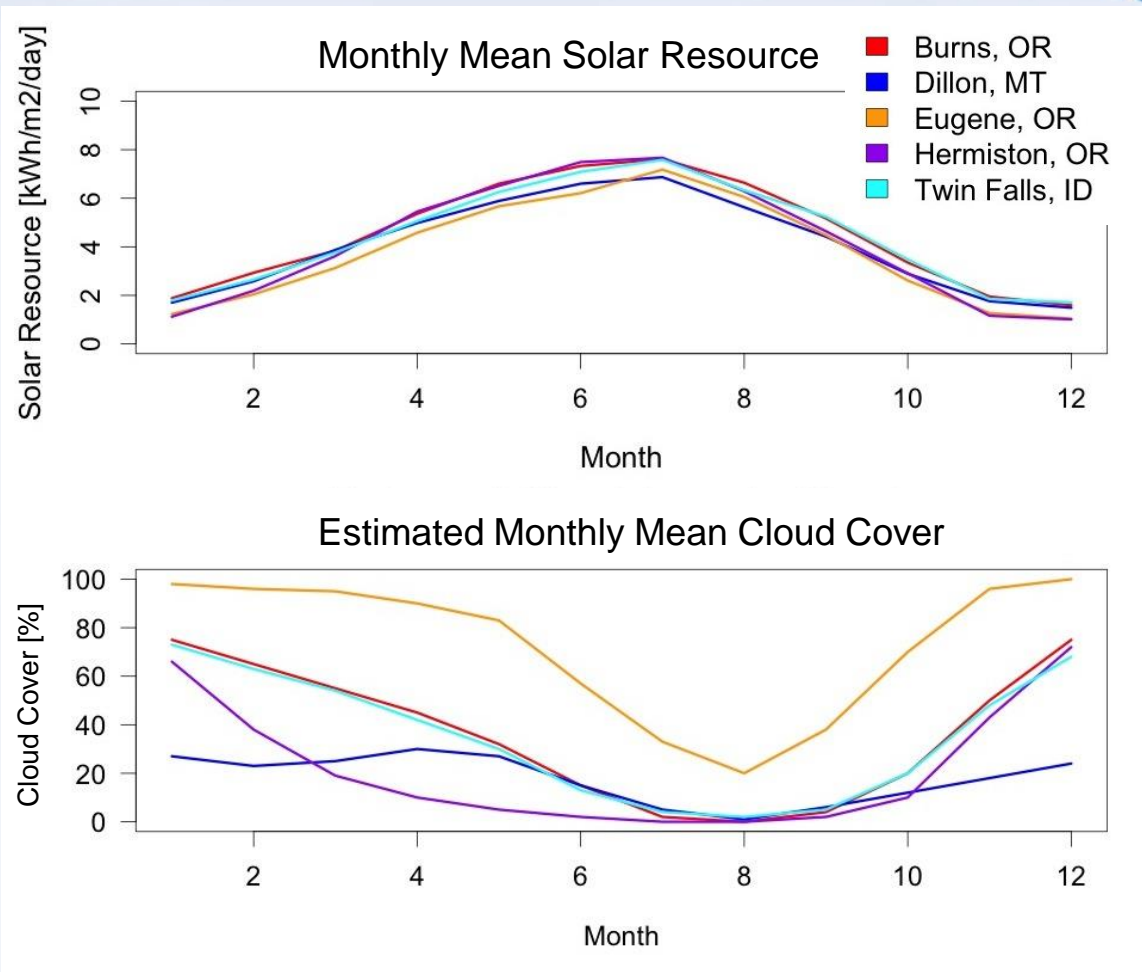 Monthly Mean Solar Resource
Burns, OR
Dillon, MT
Eugene, OR
Hermiston, OR
Twin Falls, ID
Solar Resource [kWh/m2/day]
10
8
6
4
2
0
2 4 6 8 10 12
Month
Estimated Monthly Mean Cloud Cover
Cloud Cover [%]
100
80
60
40
20
0
2 4 6 8 10 12
Month